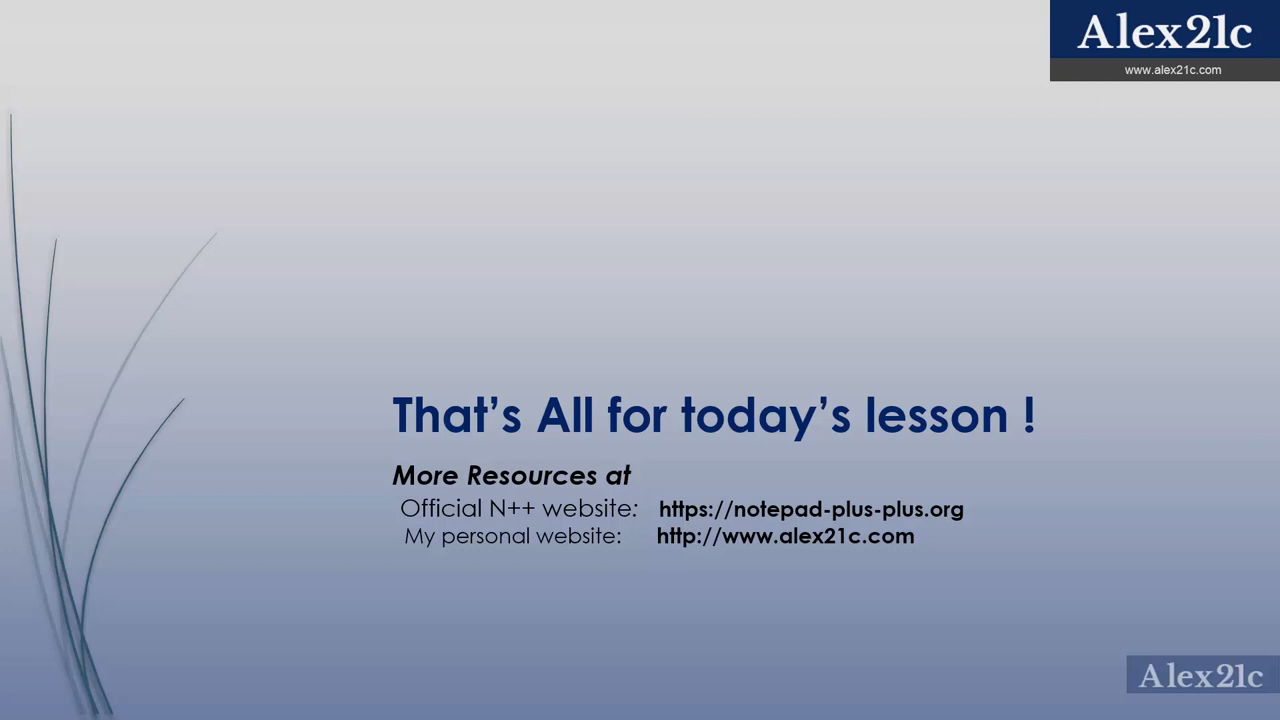 Alex21c
www.alex21c.com
That's All for today's lesson !
More Resources at
Official N++ website: https://notepad-plus-plus.org
My personal website: http://www.alex21c.com
Alex21c